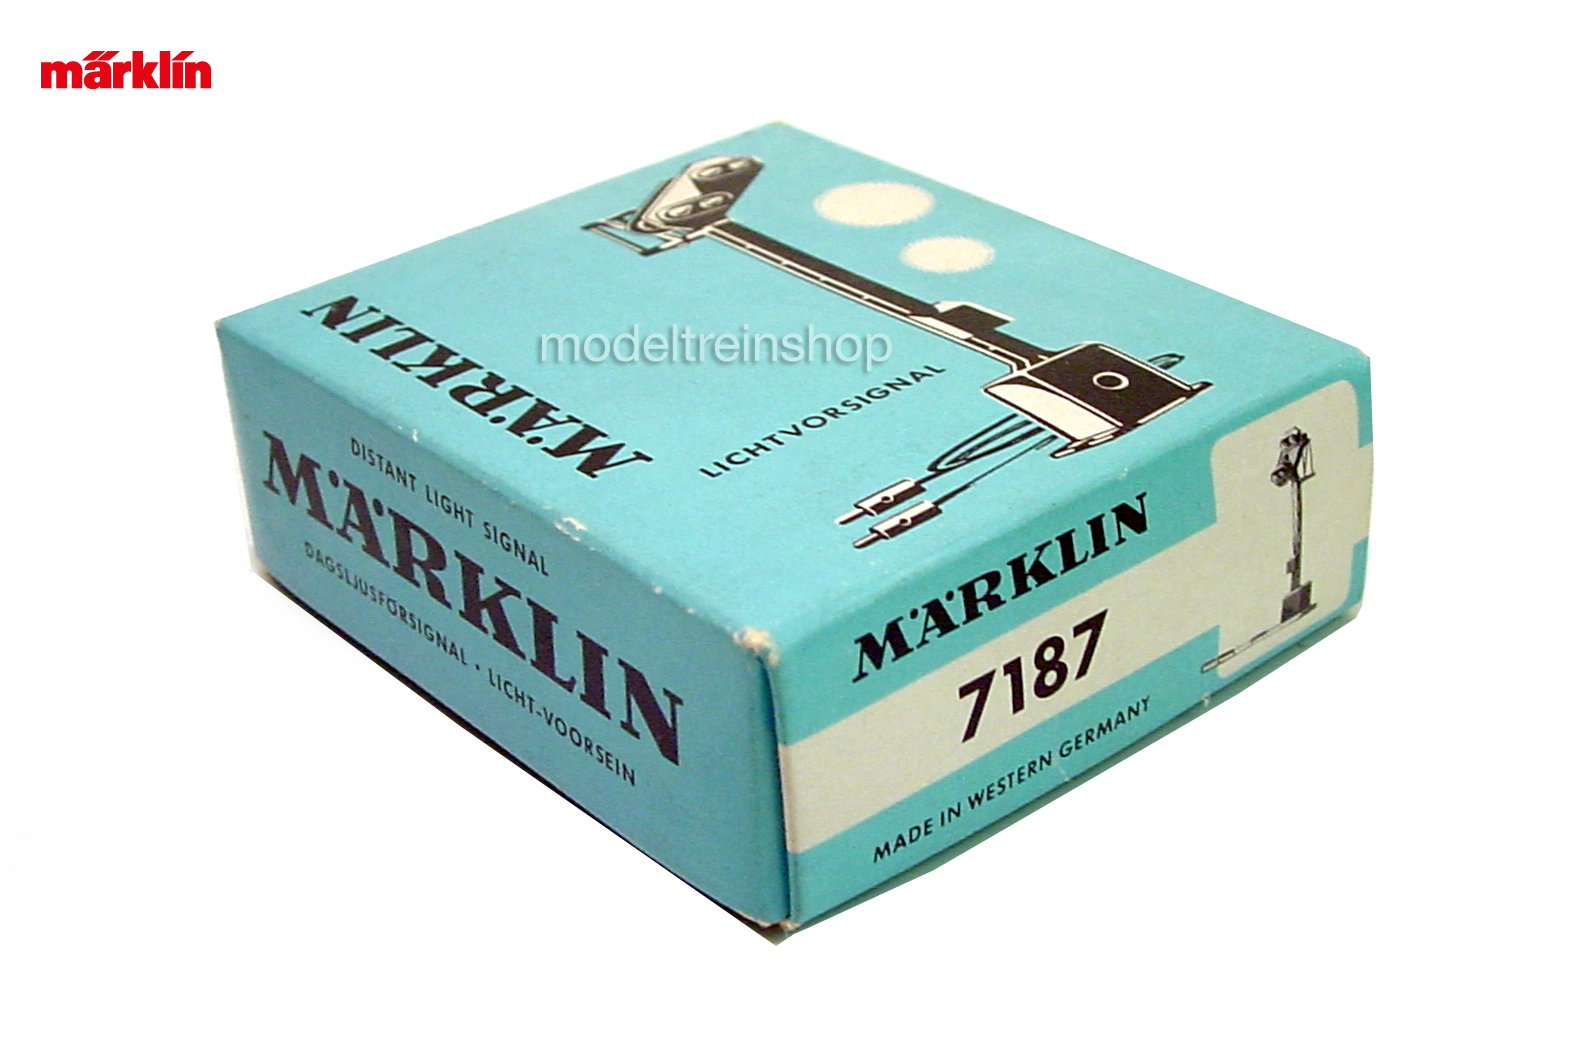 märklin
MÄRKLIN
modeltreinshop
LICHTVORSIGNAL
DISTANT LIGHT SIGNAL
MÄRKLIN
DAGSLJUSFÖRSIGNAL • LICHT-VOORSEIN
MÄRKLIN
7187
MADE IN WESTERN GERMANY